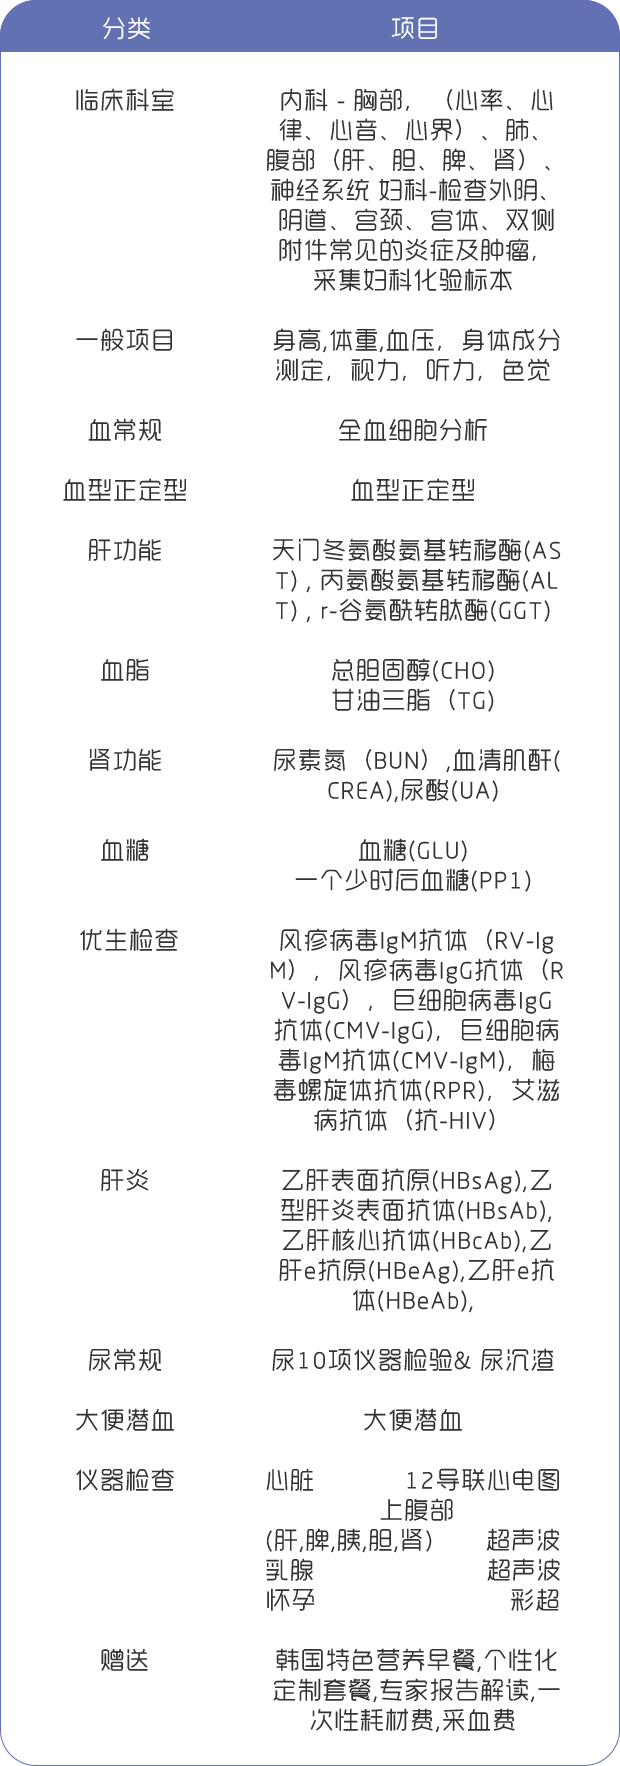 分类 项目
临床科室 内科 - 胸部， （心率、心
律、心音、心界）、肺、
腹部（肝、胆、脾、肾）、
神经系统 妇科-检查外阴、
阴道、宫颈、宫体、双侧
附件常见的炎症及肿瘤，
采集妇科化验标本
一般项目 身高,体重,血压，身体成分
测定，视力，听力，色觉
血常规 全血细胞分析
血型正定型 血型正定型
肝功能 天门冬氨酸氨基转移酶(AS
T) , 丙氨酸氨基转移酶(AL
T) , r-谷氨酰转肽酶(GGT)
血脂 总胆固醇(CHO)
甘油三脂（TG)
肾功能 尿素氮（BUN）,血清肌酐(
CREA),尿酸(UA)
血糖 血糖(GLU)
一个少时后血糖(PP1)
优生检查 风疹病毒IgM抗体（RV-Ig
M），风疹病毒IgG抗体（R
V-IgG），巨细胞病毒IgG
抗体(CMV-IgG)，巨细胞病
毒IgM抗体(CMV-IgM)，梅
毒螺旋体抗体(RPR)，艾滋
病抗体（抗-HIV）
肝炎 乙肝表面抗原(HBsAg),乙
型肝炎表面抗体(HBsAb),
乙肝核心抗体(HBcAb),乙
肝e抗原(HBeAg),乙肝e抗
体(HBeAb),
尿常规 尿10项仪器检验& 尿沉渣
大便潜血 大便潜血
仪器检查 心脏 12导联心电图
上腹部
(肝,脾,胰,胆,肾) 超声波
乳腺 超声波
怀孕 彩超
赠送 韩国特色营养早餐,个性化
定制套餐,专家报告解读,一
次性耗材费,采血费